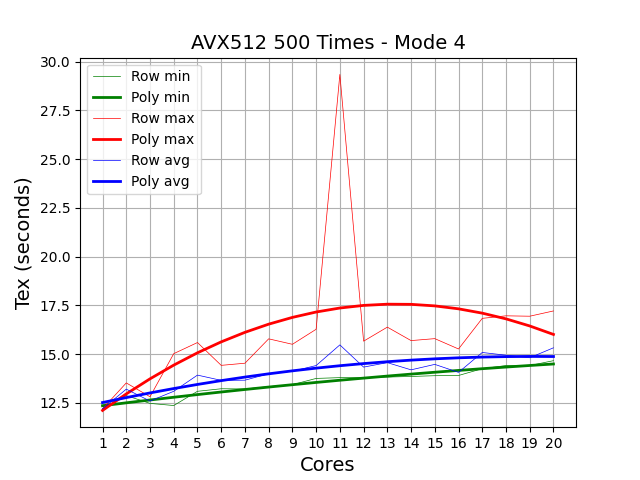 AVX512 500 Times - Mode 4
30.0
27.5
25.0
22.5
20.0
17.5
15.0
12.5
Tex (seconds)
Row min
Poly min
Row max
Poly max
Row avg
Poly avg
1 2 3 4 5 6 7 8 9 10 11 12 13 14 15 16 17 18 19 20
Cores